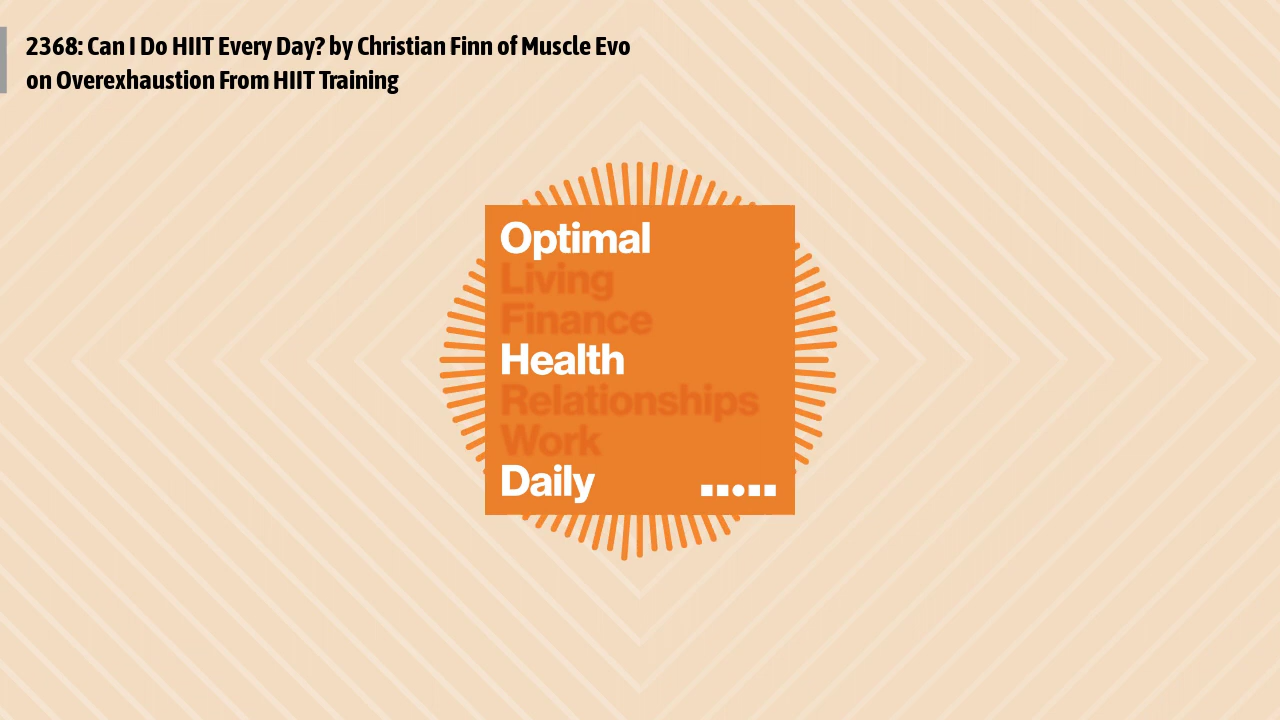 2368: Can I Do HIIT Every Day? by Christian Finn of Muscle Evo
on Overexhaustion From HIIT Training
Optimal
Living
Finance
Health
Relationships
Work
Daily